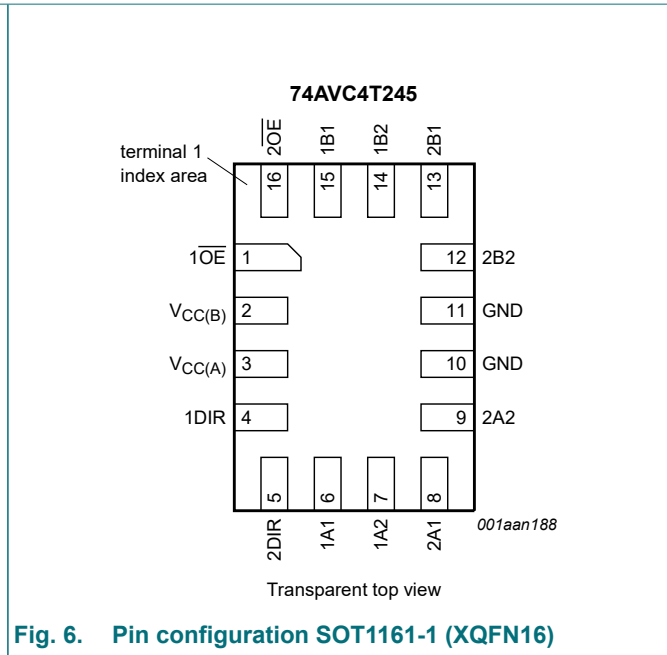 74AVC4T245
terminal 1
index area
2OE 1B1 1B2 2B1
16 15 14 13
1OE 1 12 2B2
VCC(B) 2 11 GND
VCC(A) 3 10 GND
1DIR 4 9 2A2
5 6 7 8
2DIR 1A1 1A2 2A1
001aan188
Transparent top view
Fig. 6. Pin configuration SOT1161-1 (XQFN16)